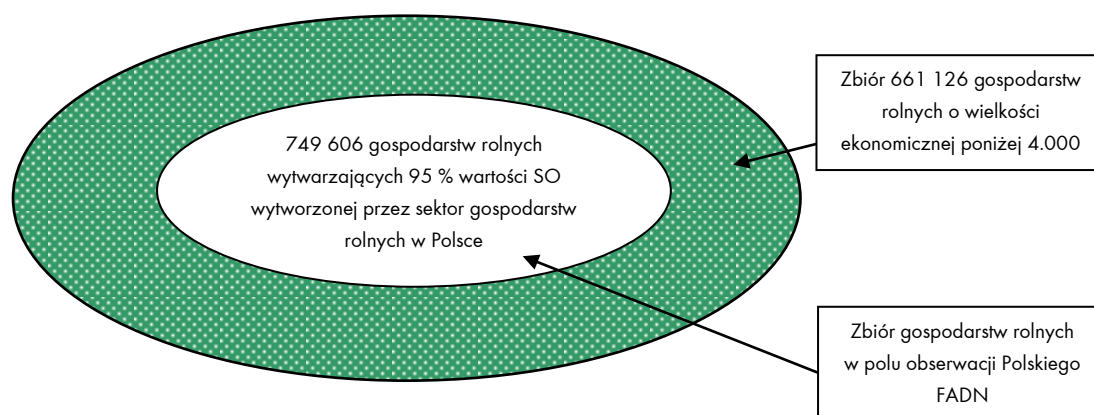 749 606 gospodarstw rolnych
wytwarzających 95 % wartości SO
wytworzonej przez sektor gospodarstw
rolnych w Polsce
Zbiór 661 126 gospodarstw
rolnych o wielkości
ekonomicznej poniżej 4.000
Zbiór gospodarstw rolnych
w polu obserwacji Polskiego
FADN